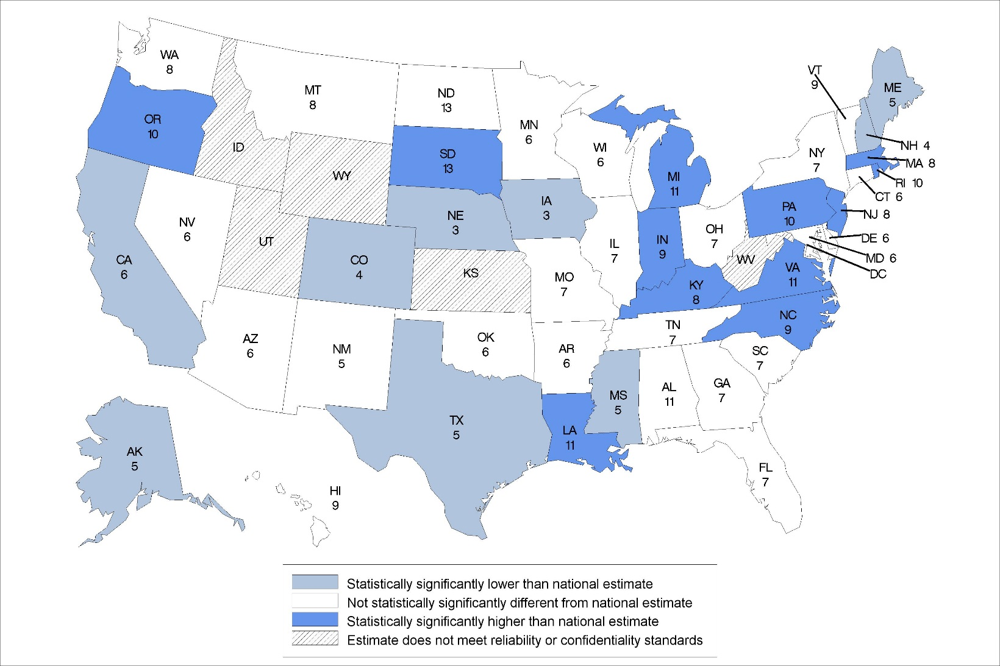 WA
8
MT
8
ND
13
MN
6
OR
10
ID
WY
SD
13
WI
6
MI
11
VT
9
ME
5
NH 4
NY
7
MA 8
RI 10
CT 6
PA
10
NJ 8
NV
6
UT
CO
4
NE
3
IA
3
KS
IL
7
IN
9
OH
7
WV
DE 6
MD 6
DC
VA
11
CA
6
MO
7
KY
8
NC
9
AZ
6
NM
5
OK
6
AR
6
TN
7
SC
7
TX
5
LA
11
MS
5
AL
11
GA
7
FL
7
AK
5
HI
9
Statistically significantly lower than national estimate
Not statistically significantly different from national estimate
Statistically significantly higher than national estimate
Estimate does not meet reliability or confidentiality standards